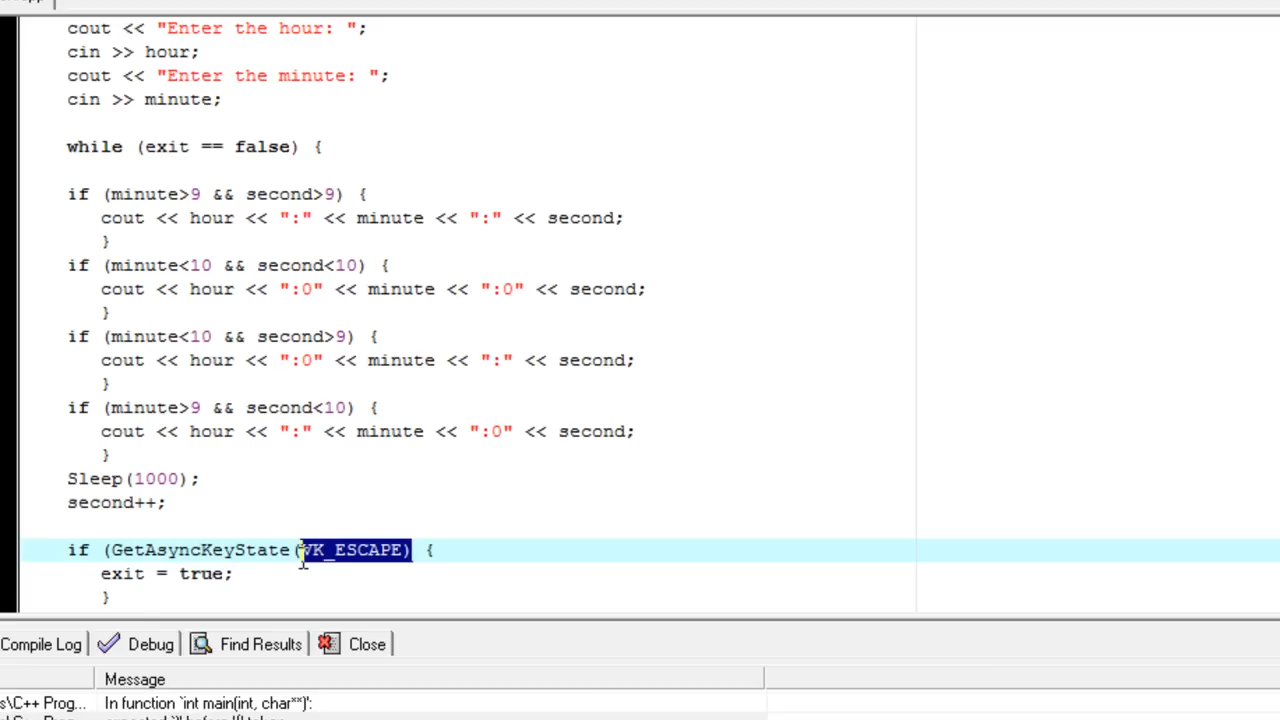 cout << "Enter the hour: ";
cin >> hour;
cout << "Enter the minute: ";
cin >> minute;
while (exit == false) {
if (minute>9 && second>9) {
cout << hour << ":" << minute << ":" << second;
}
if (minute<10 && second<10) {
cout << hour << ":0" << minute << ":0" << second;
}
if (minute<10 && second>9) {
cout << hour << ":0" << minute << ":" << second;
}
if (minute>9 && second<10) {
cout << hour << ":" << minute << ":0" << second;
}
Sleep(1000);
second++;
if (GetAsyncKeyState(VK_ESCAPE) {
exit = true;
}
Compile Log Debug Find Results Close
Message
s\C++ Prog... In function `int main(int, char**)':